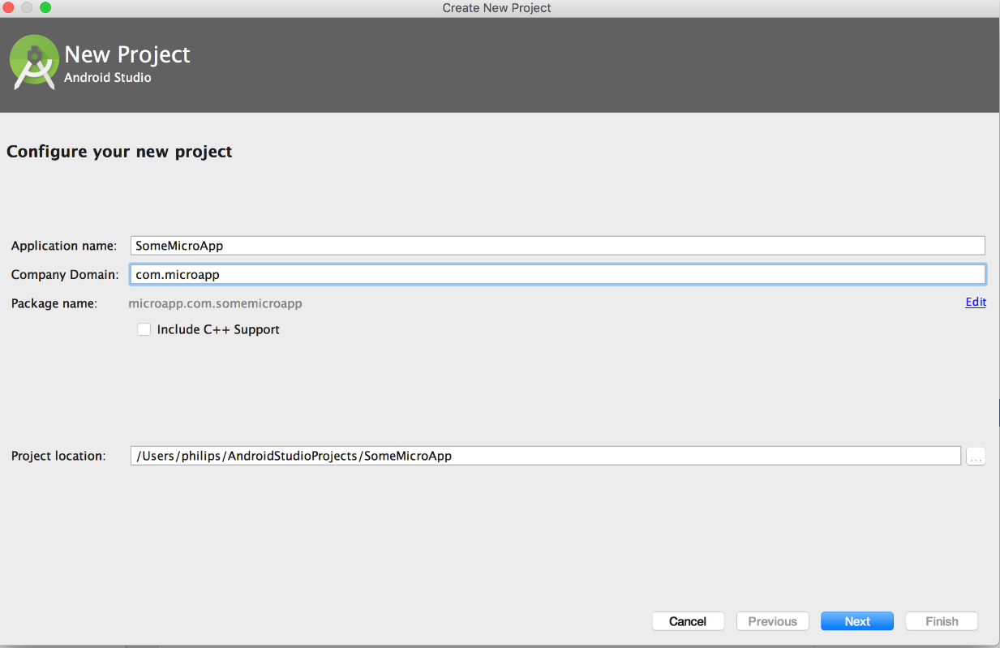 Create New Project
New Project
Android Studio
Configure your new project
Application name: SomeMicroApp
Company Domain: com.microapp
Package name: microapp.com.somemicroapp Edit
Include C++ Support
Project location: /Users/philips/AndroidStudioProjects/SomeMicroApp ...
Cancel Previous Next Finish